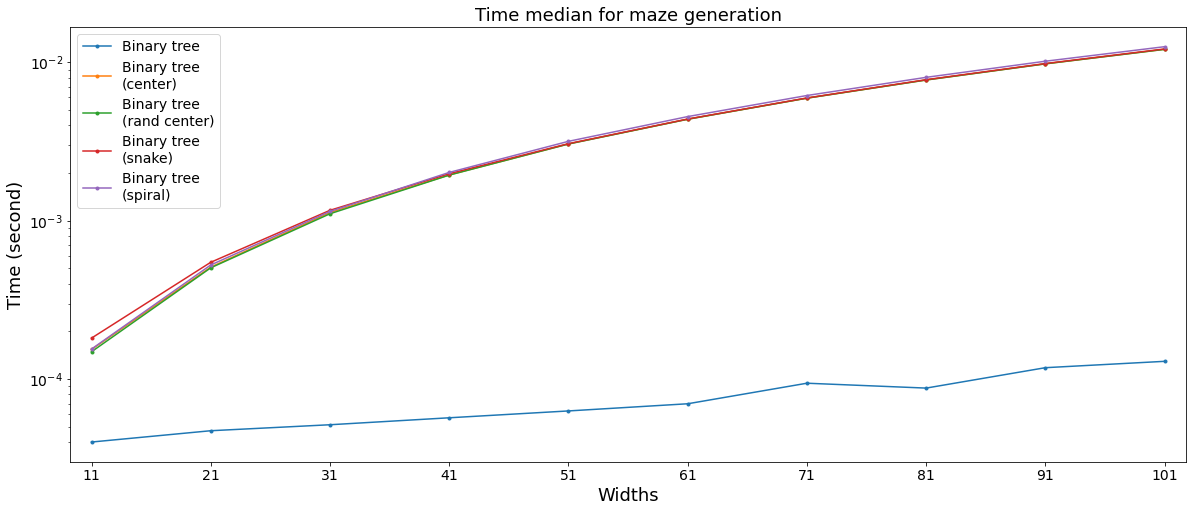 Time median for maze generation
Binary tree
Binary tree
(center)
Binary tree
(rand center)
Binary tree
(snake)
Binary tree
(spiral)
Time (second)
10⁻²
10⁻³
10⁻⁴
11 21 31 41 51 61 71 81 91 101
Widths